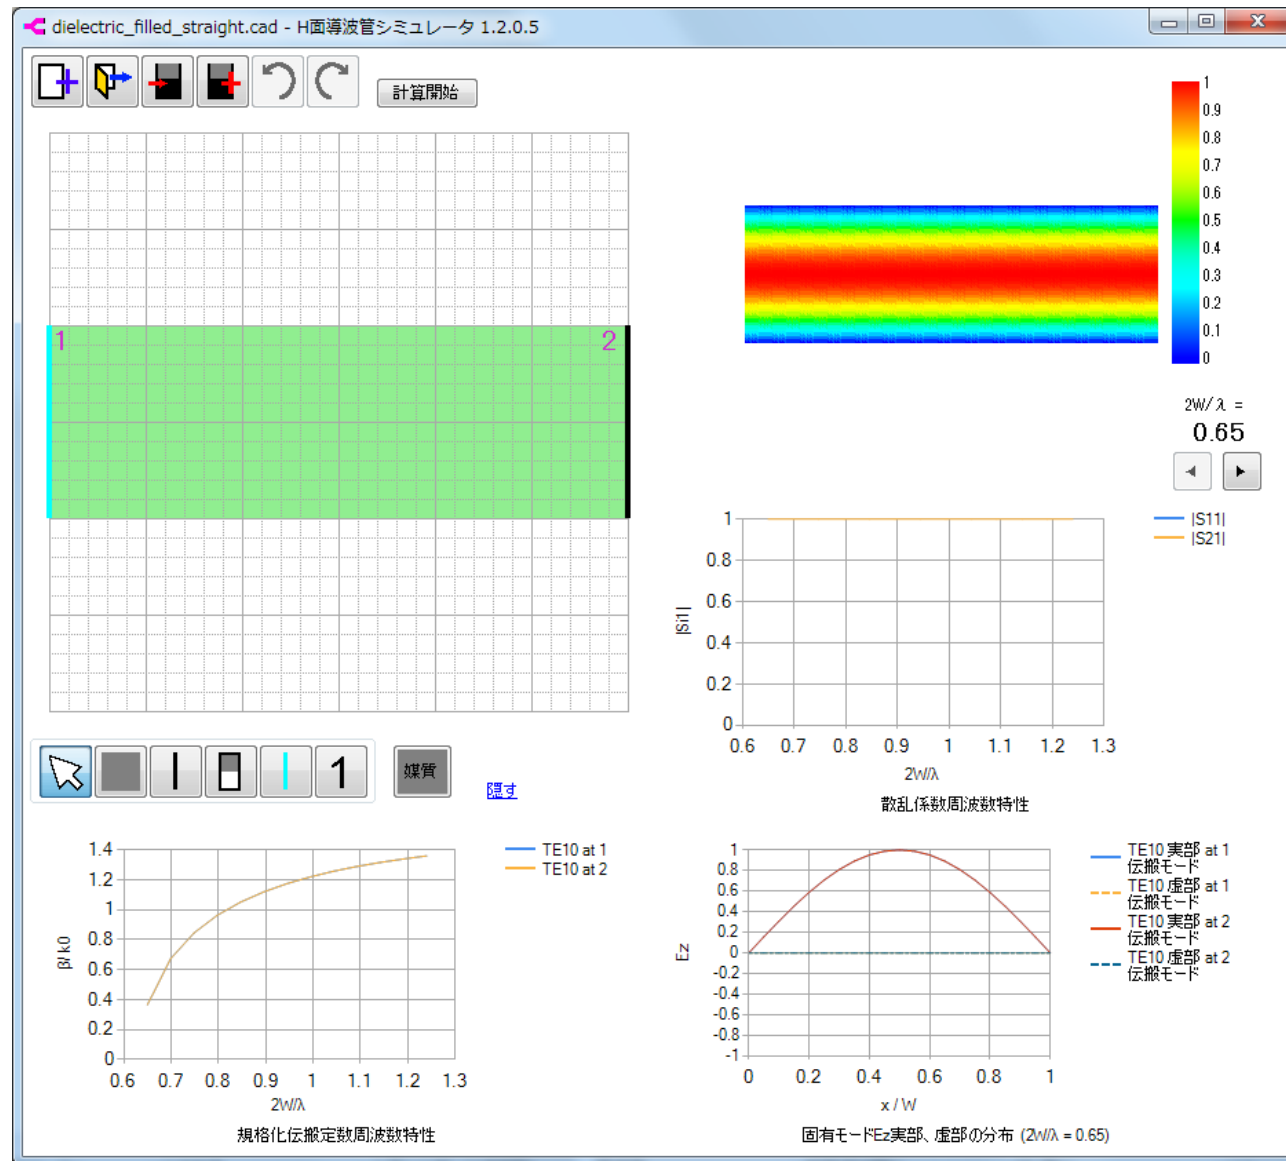 dielectric_filled_straight.cad - H面導波管シミュレータ 1.2.0.5
計算開始
1
2
1
0.9
0.8
0.7
0.6
0.5
0.4
0.3
0.2
0.1
0
2W/λ =
0.65
1
0.8
0.6
0.4
0.2
0
|Si1|
0.6 0.7 0.8 0.9 1 1.1 1.2 1.3
2W/λ
散乱係数周波数特性
|S11|
|S21|
1
媒質
隠す
1.4
1.2
1
0.8
0.6
0.4
0.2
0
β/k0
0.6 0.7 0.8 0.9 1 1.1 1.2 1.3
2W/λ
規格化伝搬定数周波数特性
TE10 at 1
TE10 at 2
1
0.8
0.6
0.4
0.2
0
-0.2
-0.4
-0.6
-0.8
-1
Ez
0 0.2 0.4 0.6 0.8 1
x / W
固有モードEz実部、虚部の分布 (2W/λ = 0.65)
TE10 実部 at 1
伝搬モード
TE10 虚部 at 1
伝搬モード
TE10 実部 at 2
伝搬モード
TE10 虚部 at 2
伝搬モード